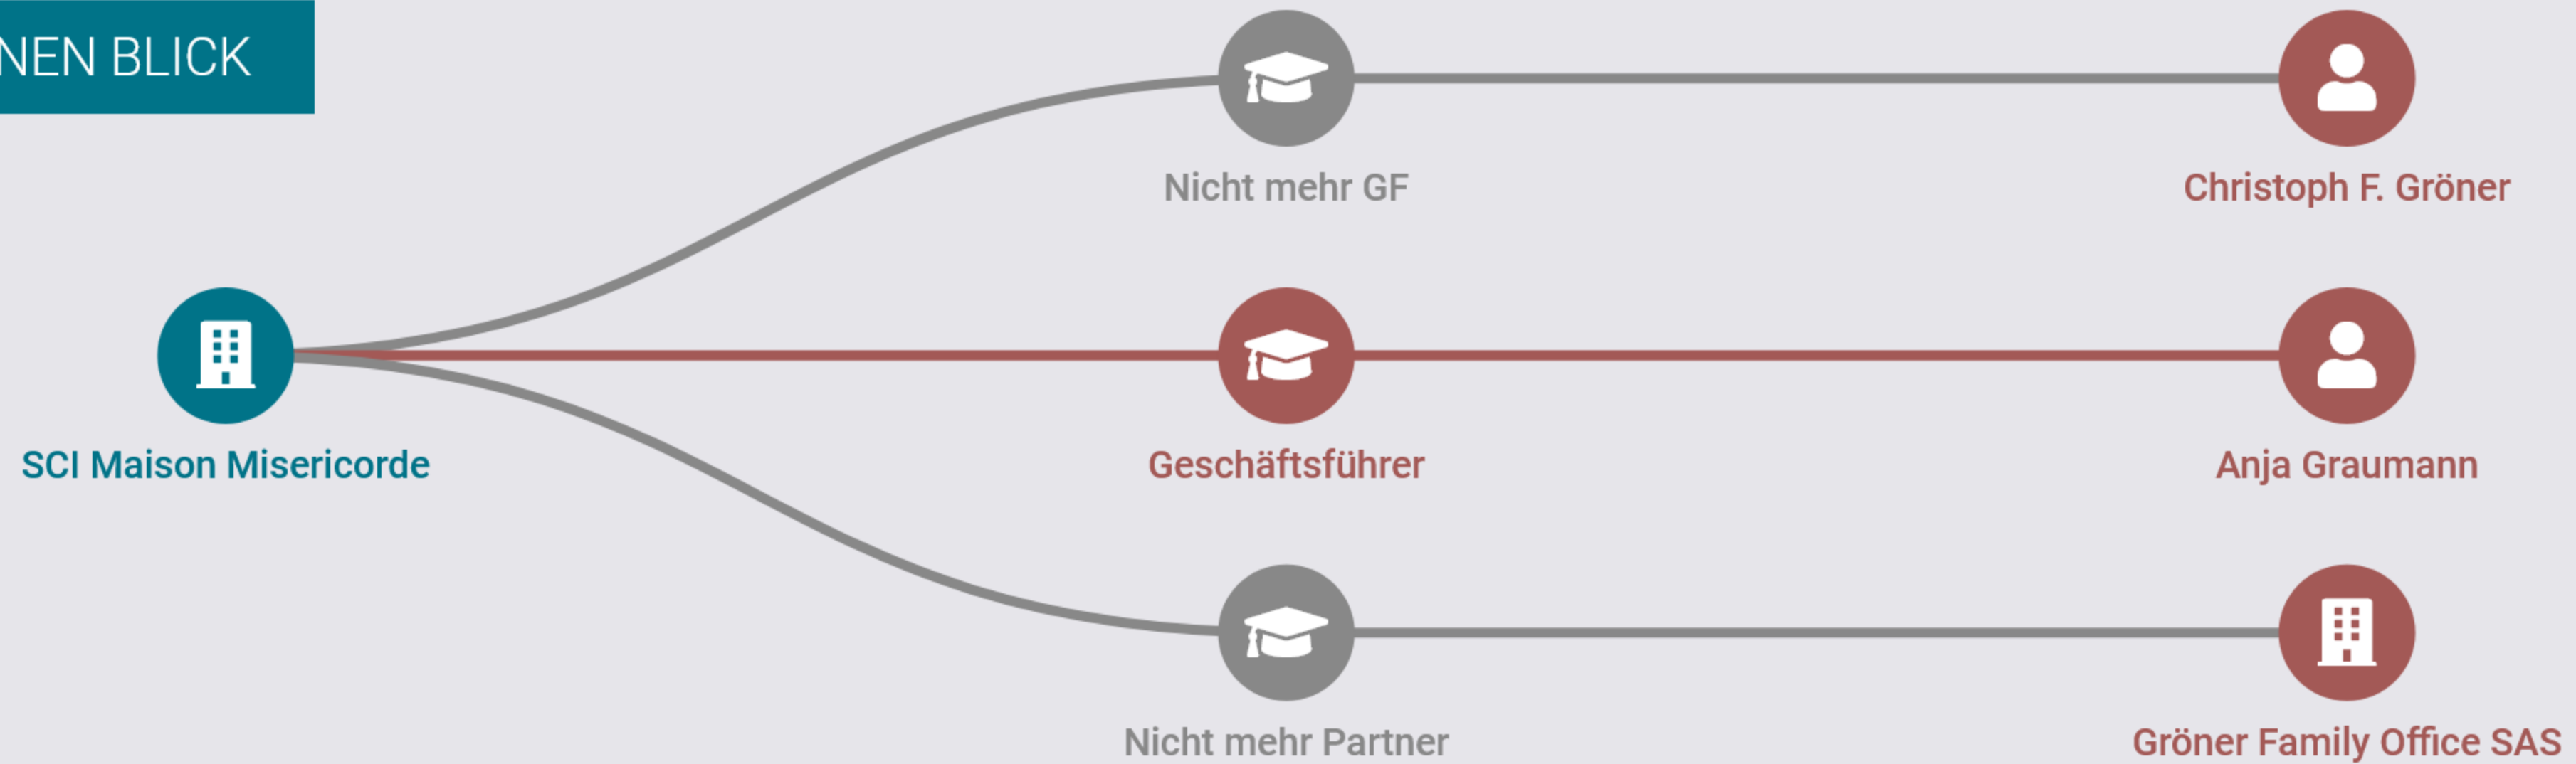 NEN BLICK
Nicht mehr GF
Christoph F. Gröner
SCI Maison Misericorde
Geschäftsführer
Anja Graumann
Nicht mehr Partner
Gröner Family Office SAS